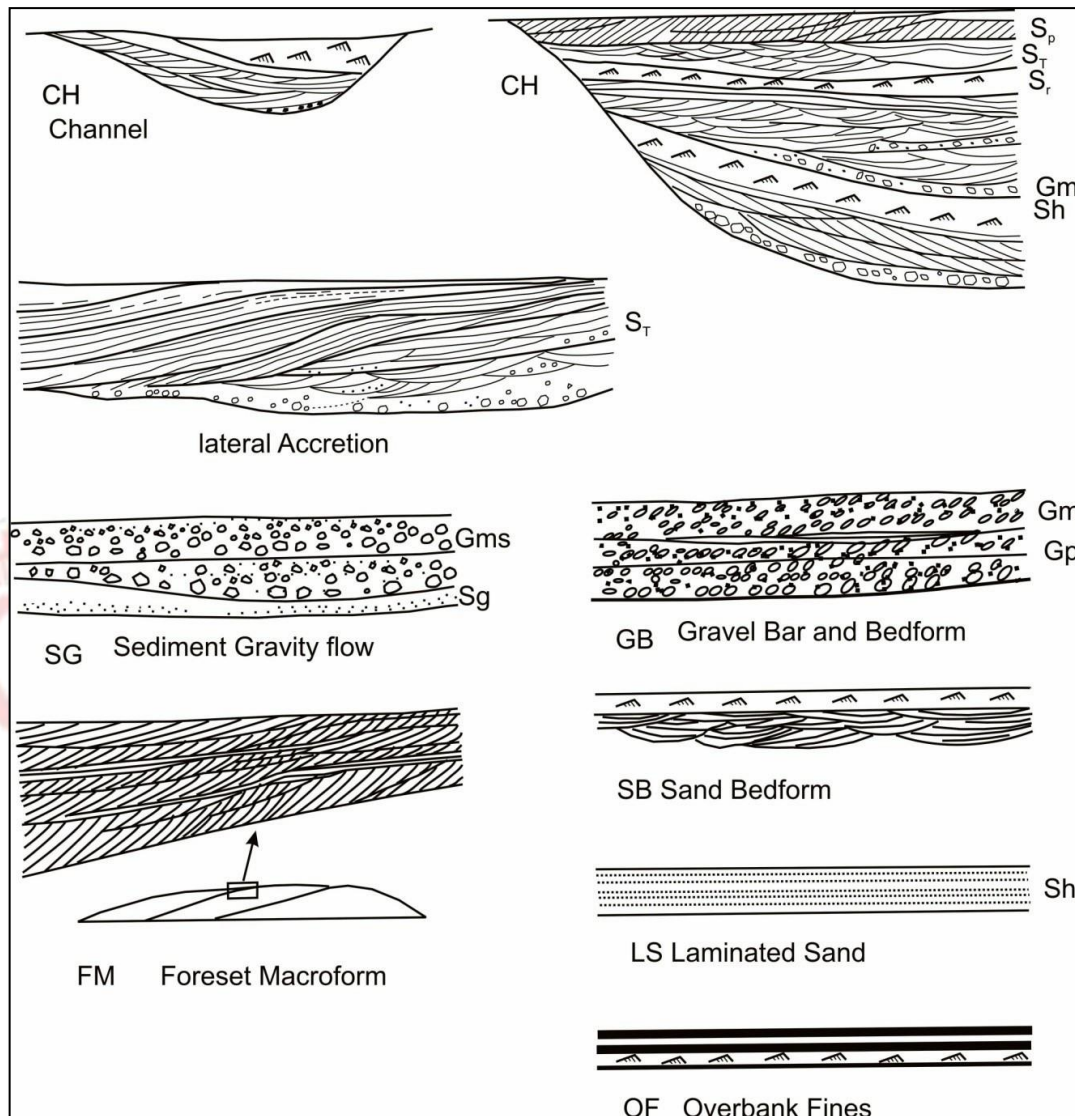 CH
Channel
CH
Sp
ST
Sr
Gm
Sh
ST
lateral Accretion
Gms
Sg
SG Sediment Gravity flow
Gm
Gp
GB Gravel Bar and Bedform
SB Sand Bedform
Sh
LS Laminated Sand
FM Foreset Macroform
OF Overbank Fines